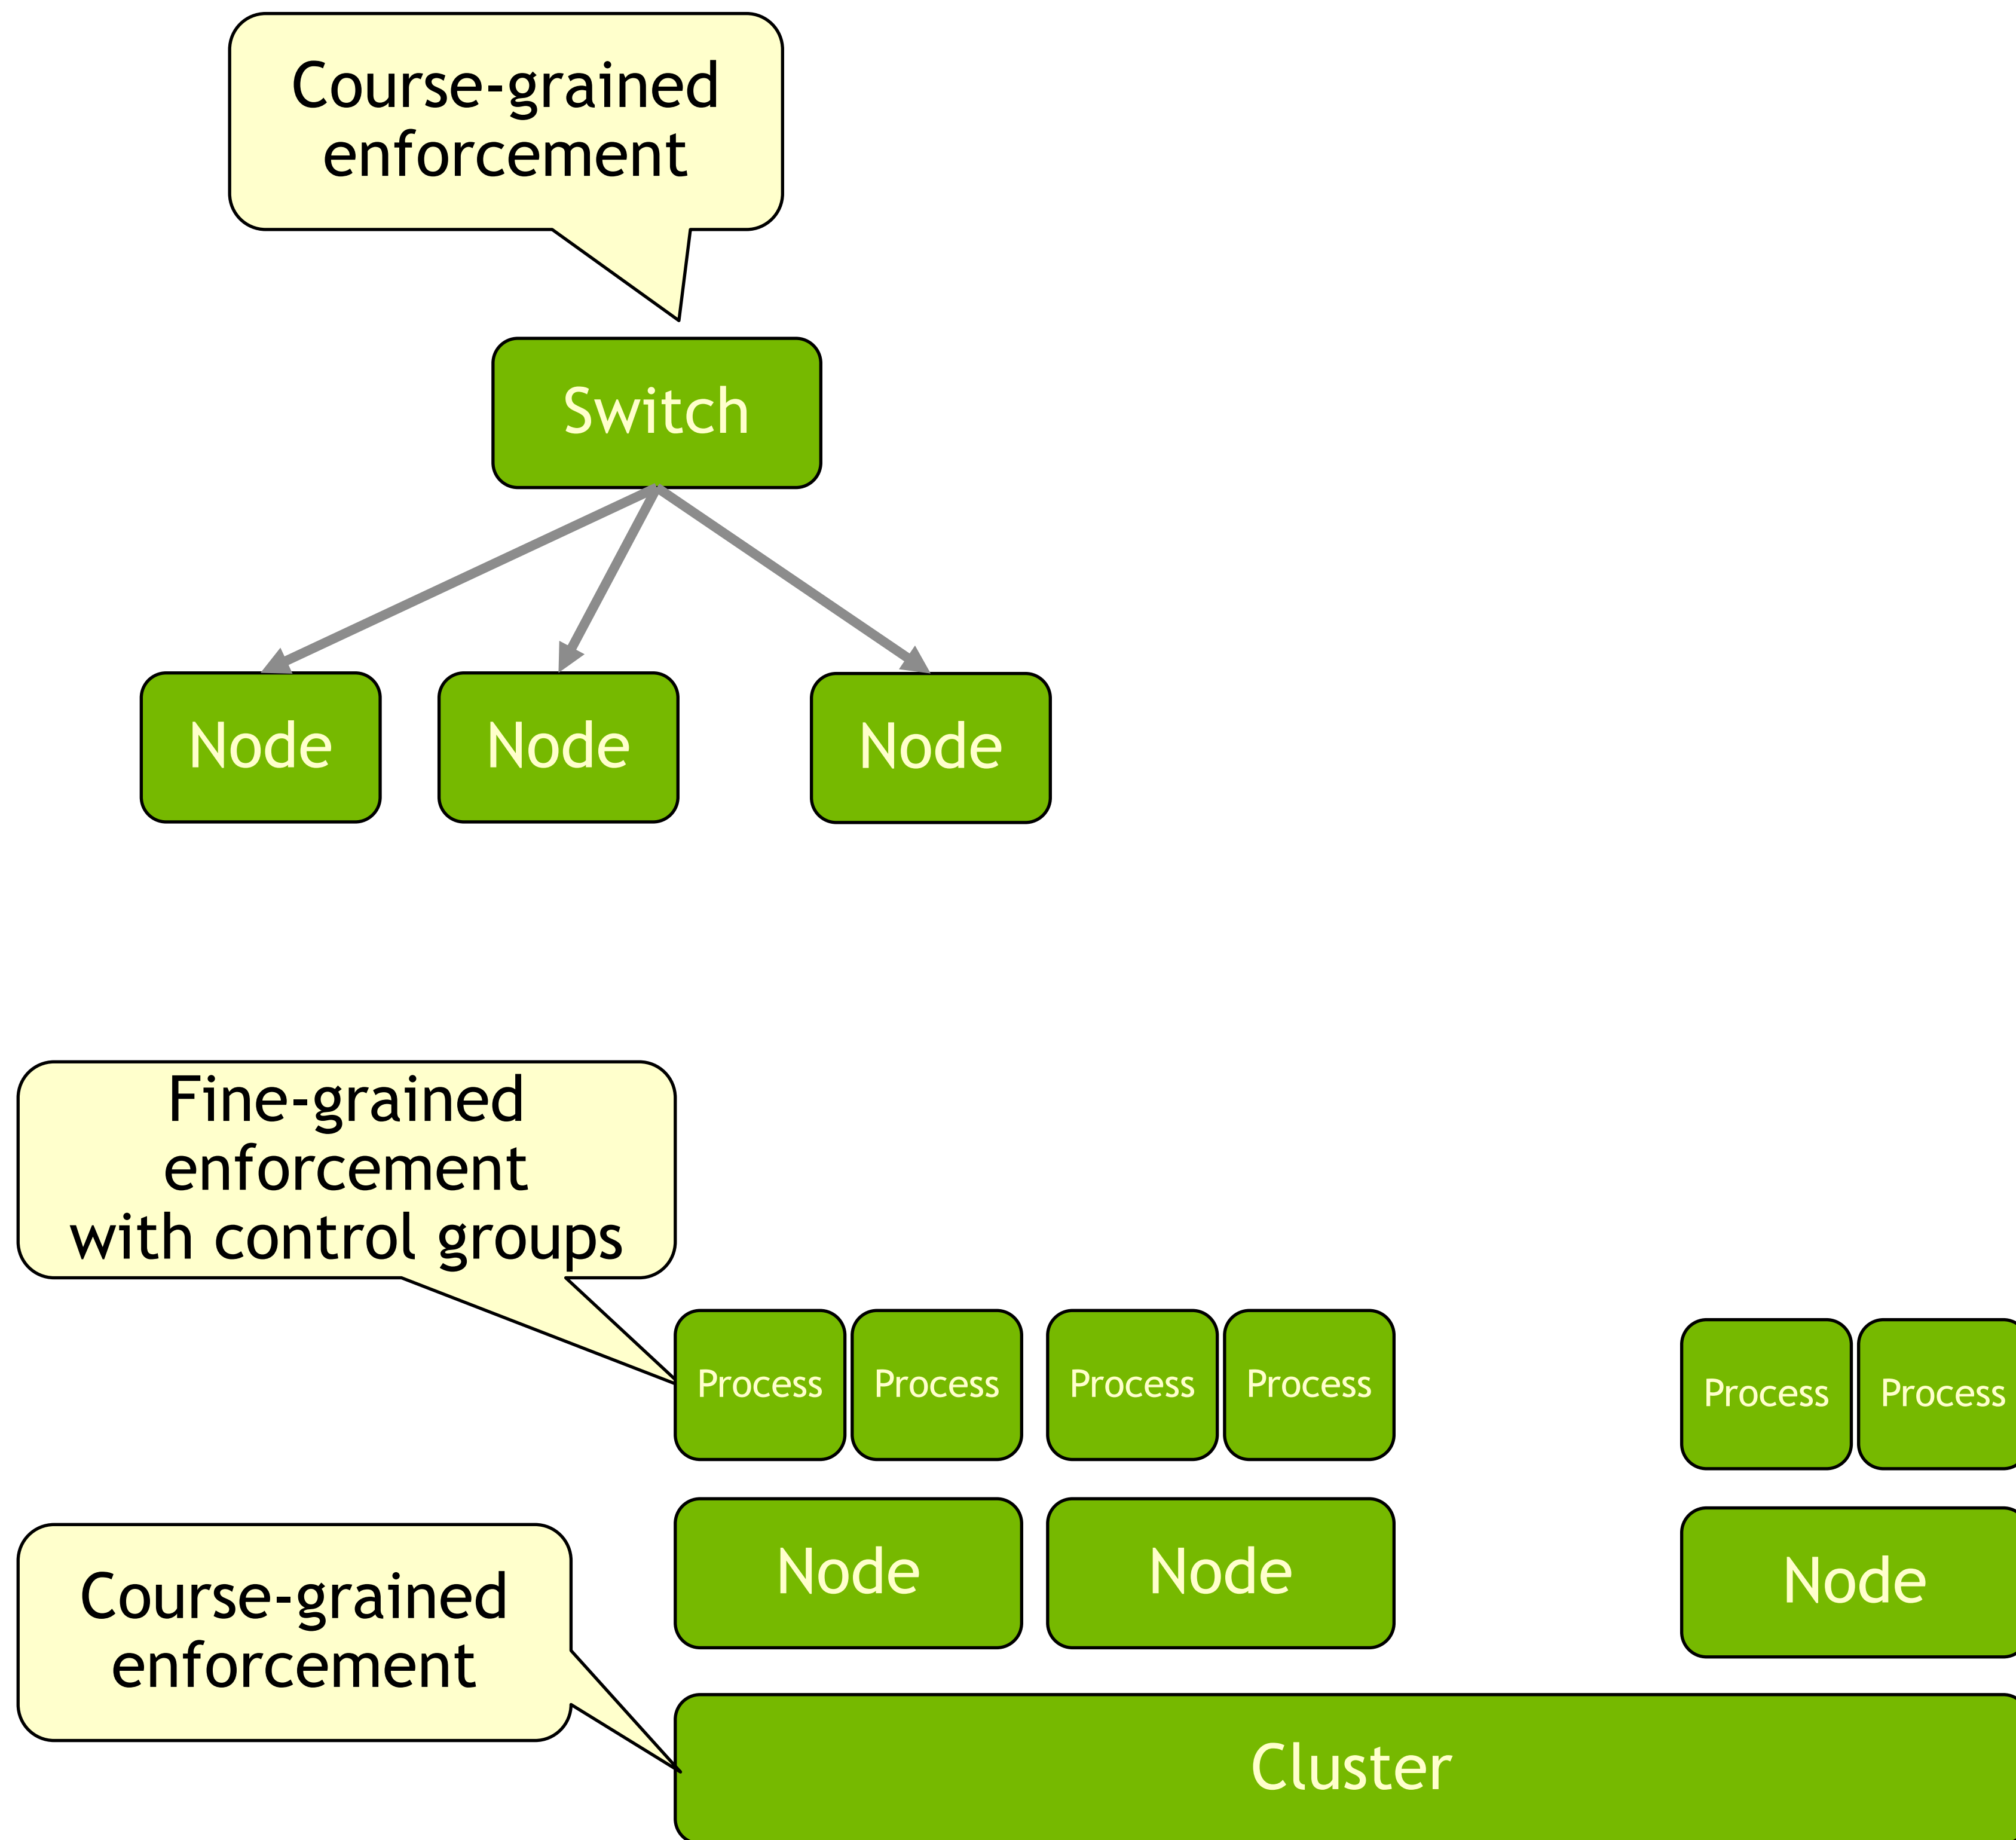 Course-grained
enforcement
Switch
Node Node Node
Fine-grained
enforcement
with control groups
Process Process Process Process Process Process
Node Node Node
Course-grained
enforcement
Cluster